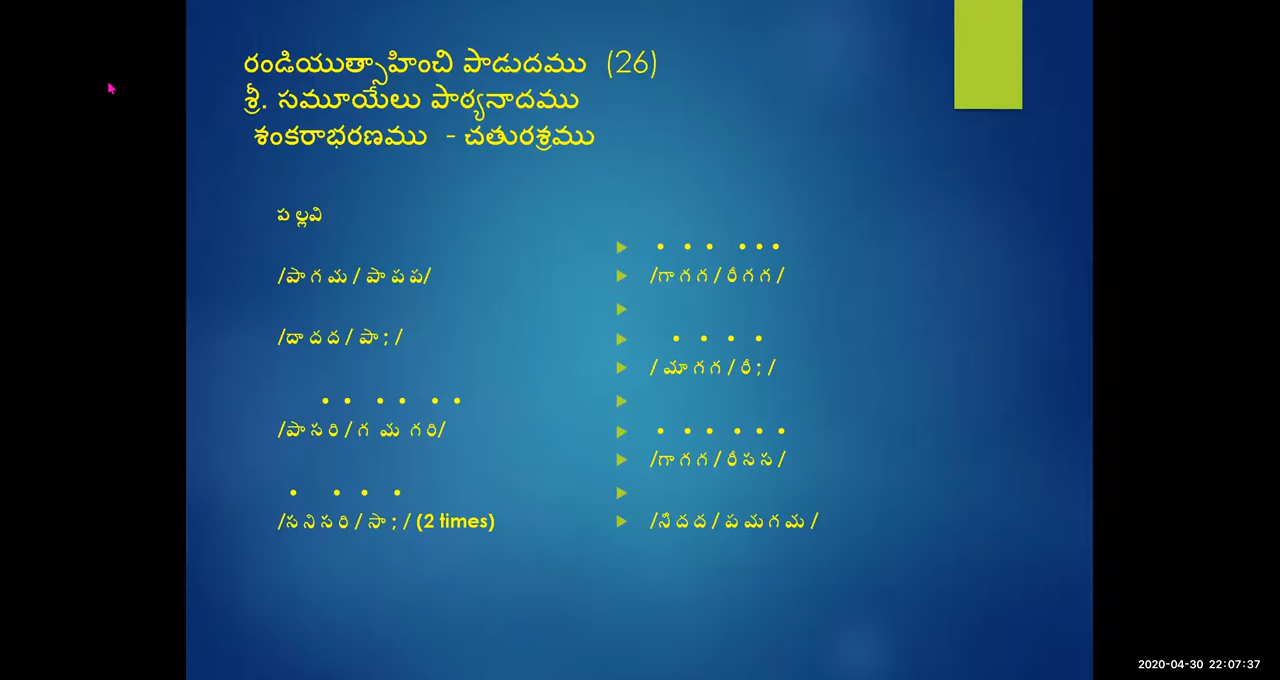 రండియుత్సాహించి పాడుదము (26)
శ్రీ. సమూయేలు పాఠ్యనాదము
శంకరాభరణము - చతురశ్రము
పల్లవి
/పా గ మ / పా ప ప/
/దా ద ద / పా ; /
• • • • • •
/పా స రి / గ మ గ రి/
• • • •
/స ని స రి / సా ; / (2 times)
• • • • • •
/గా గ గ / రీ గ గ /
• • • •
/ మా గ గ / రీ ; /
• • • • • •
/గా గ గ / రీ స స /
/నీ ద ద / ప మ గ మ /
2020-04-30 22:07:37